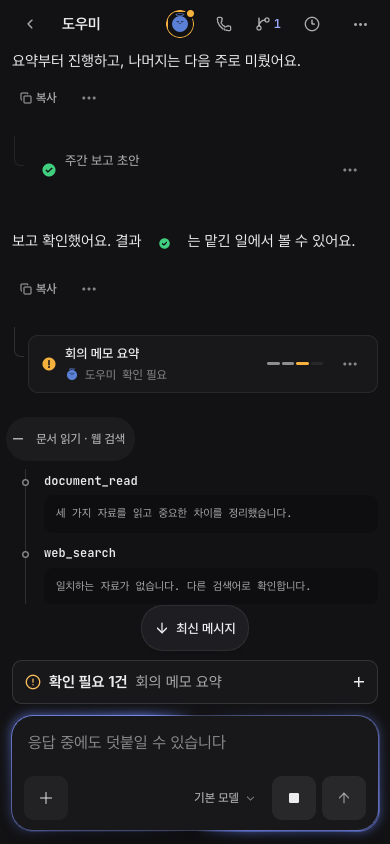 도우미
1
요약부터 진행하고, 나머지는 다음 주로 미뤘어요.
복사
주간 보고 초안
보고 확인했어요. 결과 는 맡긴 일에서 볼 수 있어요.
복사
회의 메모 요약
도우미 확인 필요
문서 읽기 · 웹 검색
document_read
세 가지 자료를 읽고 중요한 차이를 정리했습니다.
web_search
일치하는 자료가 없습니다. 다른 검색어로 확인합니다.
최신 메시지
확인 필요 1건 회의 메모 요약
응답 중에도 덧붙일 수 있습니다
기본 모델